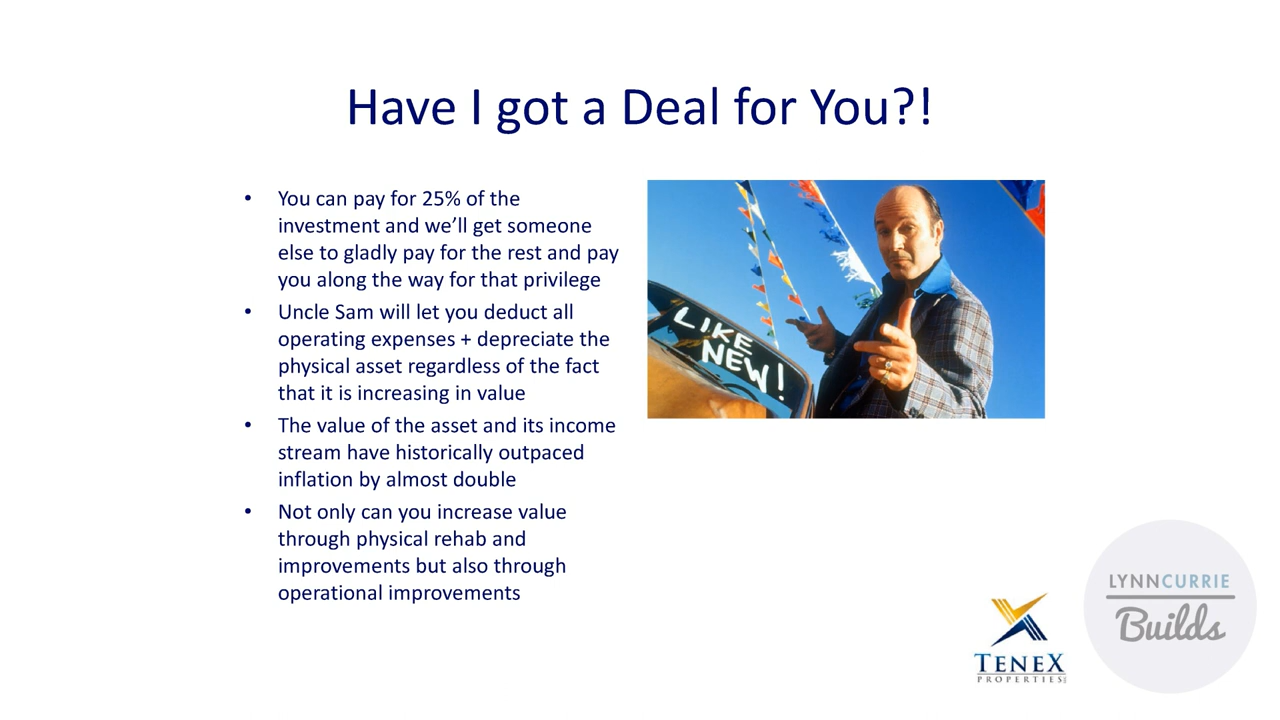 Have I got a Deal for You?!
• You can pay for 25% of the
investment and we’ll get someone
else to gladly pay for the rest and pay
you along the way for that privilege
• Uncle Sam will let you deduct all
operating expenses + depreciate the
physical asset regardless of the fact
that it is increasing in value
• The value of the asset and its income
stream have historically outpaced
inflation by almost double
• Not only can you increase value
through physical rehab and
improvements but also through
operational improvements
LIKE
NEW!
TENEX
PROPERTIES
LYNNCURRIE
Builds